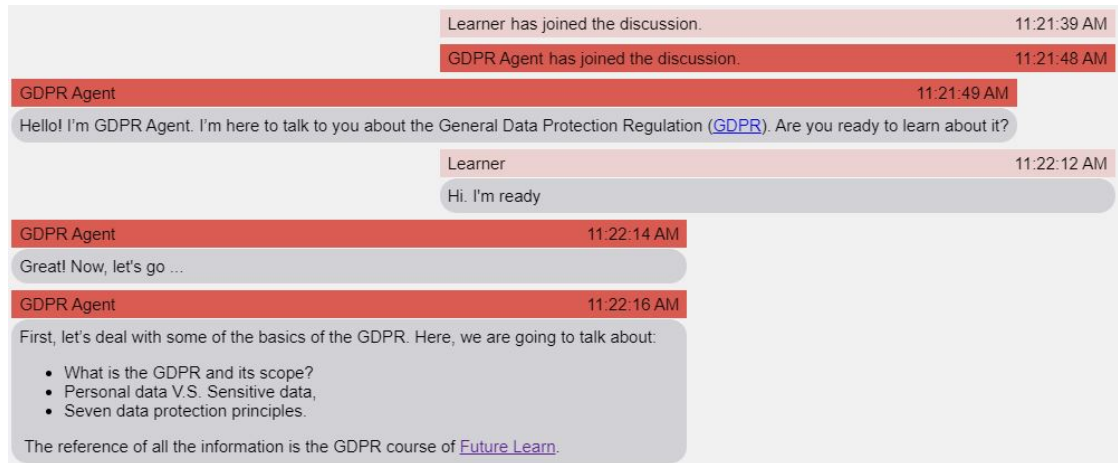 Learner has joined the discussion. 11:21:39 AM
GDPR Agent has joined the discussion. 11:21:48 AM
GDPR Agent 11:21:49 AM
Hello! I'm GDPR Agent. I'm here to talk to you about the General Data Protection Regulation (GDPR). Are you ready to learn about it?
Learner 11:22:12 AM
Hi. I'm ready
GDPR Agent 11:22:14 AM
Great! Now, let's go ...
GDPR Agent 11:22:16 AM
First, let's deal with some of the basics of the GDPR. Here, we are going to talk about:
• What is the GDPR and its scope?
• Personal data V.S. Sensitive data,
• Seven data protection principles.
The reference of all the information is the GDPR course of Future Learn.